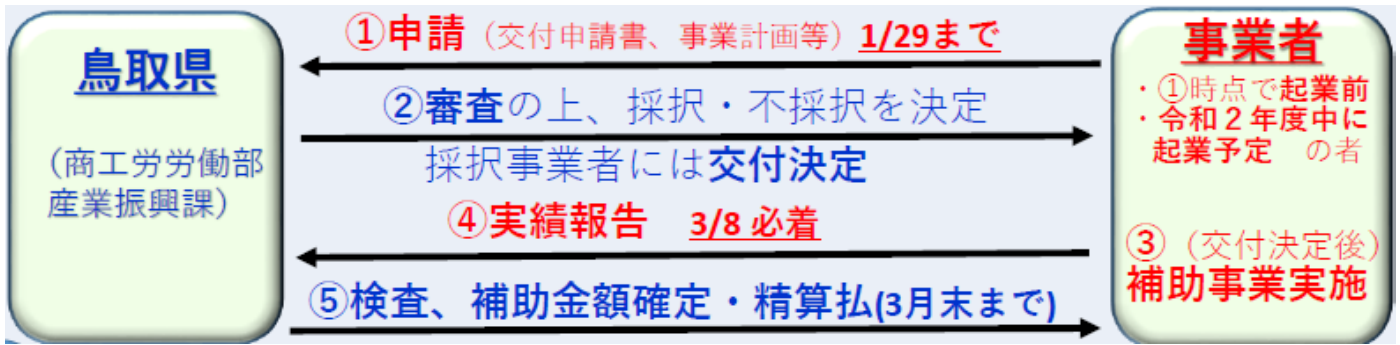 鳥取県
(商工労労働部
産業振興課)
①申請(交付申請書、事業計画等)1/29まで
②審査の上、採択・不採択を決定
採択事業者には交付決定
④実績報告 3/8 必着
⑤検査、補助金額確定・精算払(3月末まで)
事業者
・①時点で起業前
・令和２年度中に
起業予定 の者
③(交付決定後)
補助事業実施